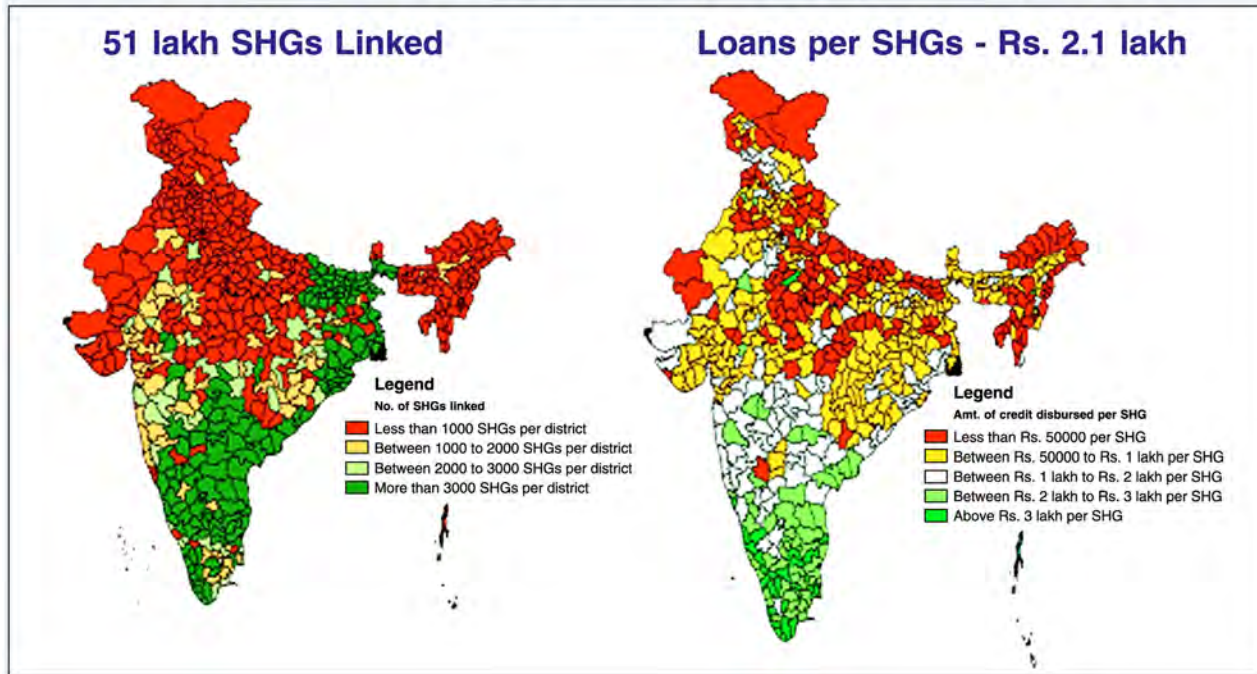 51 lakh SHGs Linked
Loans per SHGs - Rs. 2.1 lakh
Legend
No. of SHGs linked
Less than 1000 SHGs per district
Between 1000 to 2000 SHGs per district
Between 2000 to 3000 SHGs per district
More than 3000 SHGs per district
Legend
Amt. of credit disbursed per SHG
Less than Rs. 50000 per SHG
Between Rs. 50000 to Rs. 1 lakh per SHG
Between Rs. 1 lakh to Rs. 2 lakh per SHG
Between Rs. 2 lakh to Rs. 3 lakh per SHG
Above Rs. 3 lakh per SHG